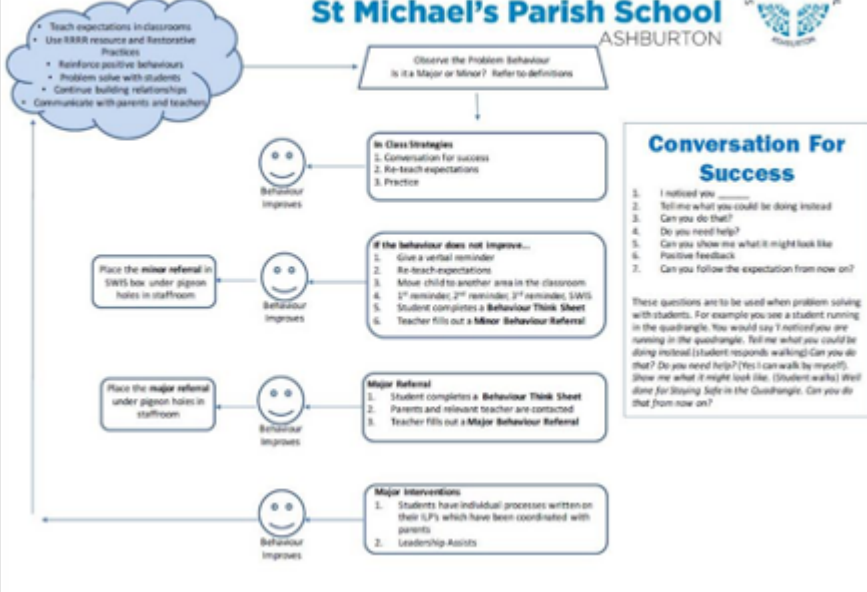 St Michael's Parish School
ASHBURTON
ASHBURTON
• Teach expectations in classrooms
• Use RRRR resource and Restorative
Practices
• Reinforce positive behaviours
• Problem solve with students
• Continue building relationships
• Communicate with parents and teachers
Observe the Problem Behaviour
Is it a Major or Minor? Refer to definitions
In Class Strategies
1. Conversation for success
2. Re-teach expectations
3. Practice
Behaviour
Improves
If the behaviour does not improve...
1. Give a verbal reminder
2. Re-teach expectations
3. Move child to another area in the classroom
4. 1st reminder, 2nd reminder, 3rd reminder, SWIS
5. Student completes a Behaviour Think Sheet
6. Teacher fills out a Minor Behaviour Referral
Behaviour
Improves
Place the minor referral in
SWIS box under pigeon
holes in staffroom
Major Referral
1. Student completes a Behaviour Think Sheet
2. Parents and relevant teacher are contacted
3. Teacher fills out a Major Behaviour Referral
Behaviour
Improves
Place the major referral
under pigeon holes in
staffroom
Major Interventions
1. Students have individual processes written on
their ILP's which have been coordinated with
parents
2. Leadership Assists
Behaviour
Improves
Conversation For
Success
1. I noticed you ______
2. Tell me what you could be doing instead
3. Can you do that?
4. Do you need help?
5. Can you show me what it might look like
6. Positive feedback
7. Can you follow the expectation from now on?
These questions are to be used when problem solving
with students. For example you see a student running
in the quadrangle. You would say 'I noticed you are
running in the quadrangle. Tell me what you could be
doing instead.(student responds walking) Can you do
that? Do you need help? (Yes I can walk by myself).
Show me what it might look like. (Student walks) Well
done for Staying Safe in the Quadrangle. Can you do
that from now on?